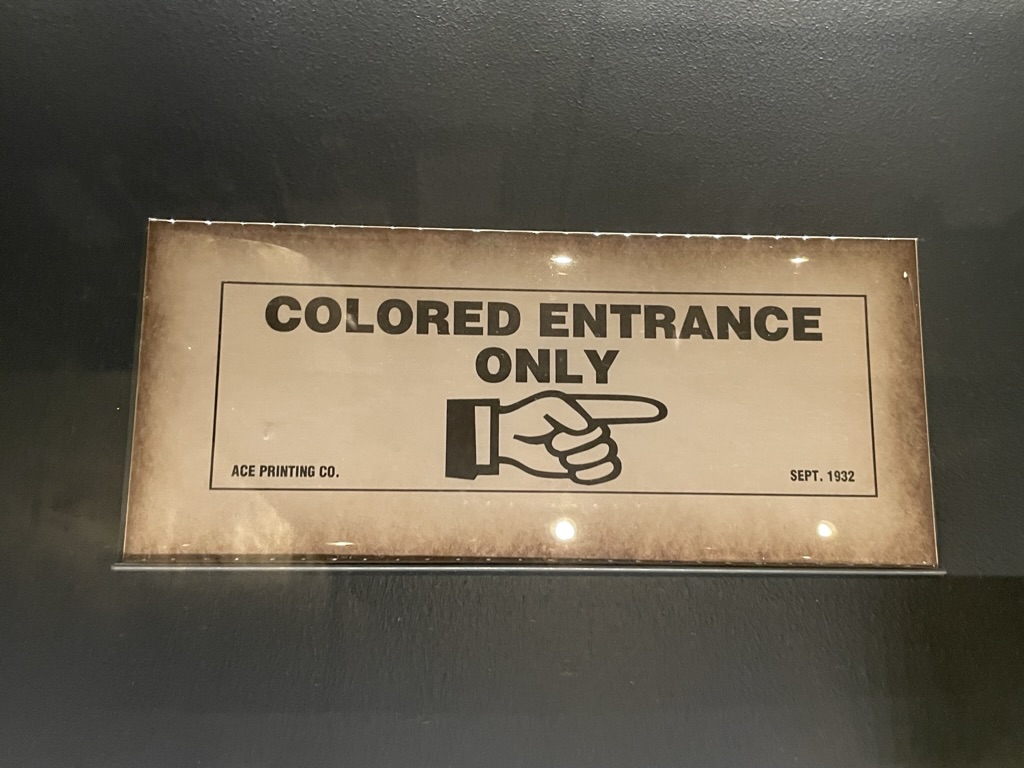 COLORED ENTRANCE
ONLY
ACE PRINTING CO.
SEPT. 1932